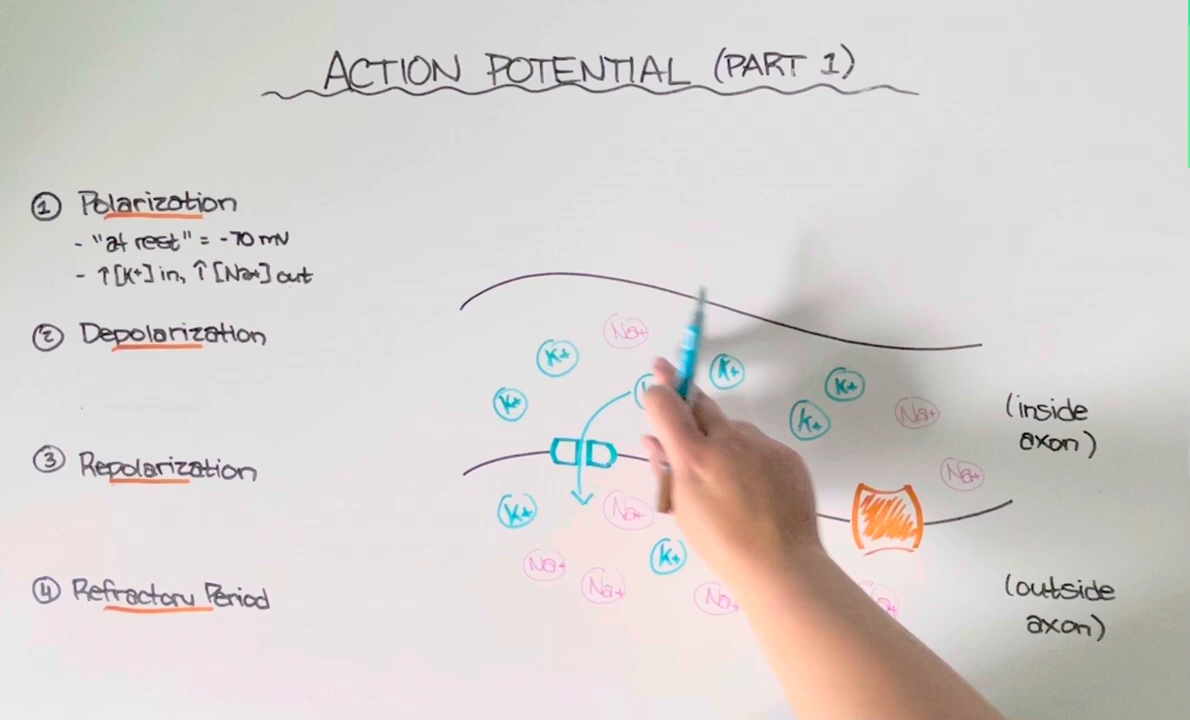 ACTION POTENTIAL (PART 1)
① Polarization
- "at rest" = -70 mV
- ↑[K+] in, ↑[Na+] out
② Depolarization
③ Repolarization
④ Refractory Period
Na+
K+
K+
K+
K+
K+
Na+
(inside
axon)
Na+
K+
Na+
K+
Na+
Na+
Na+
(outside
axon)